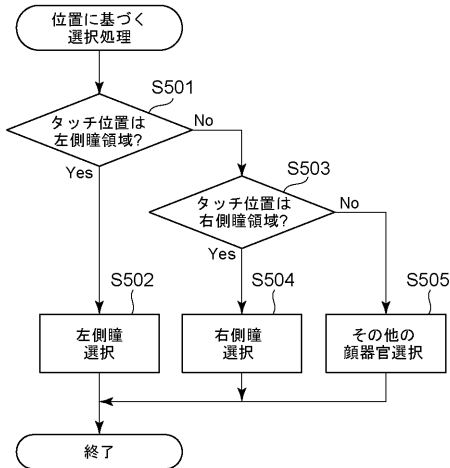 位置に基づく
選択処理
S501
タッチ位置は
左側瞳領域?
No
Yes
S503
タッチ位置は
右側瞳領域?
No
Yes
S502
左側瞳
選択
S504
右側瞳
選択
S505
その他の
顔器官選択
終了